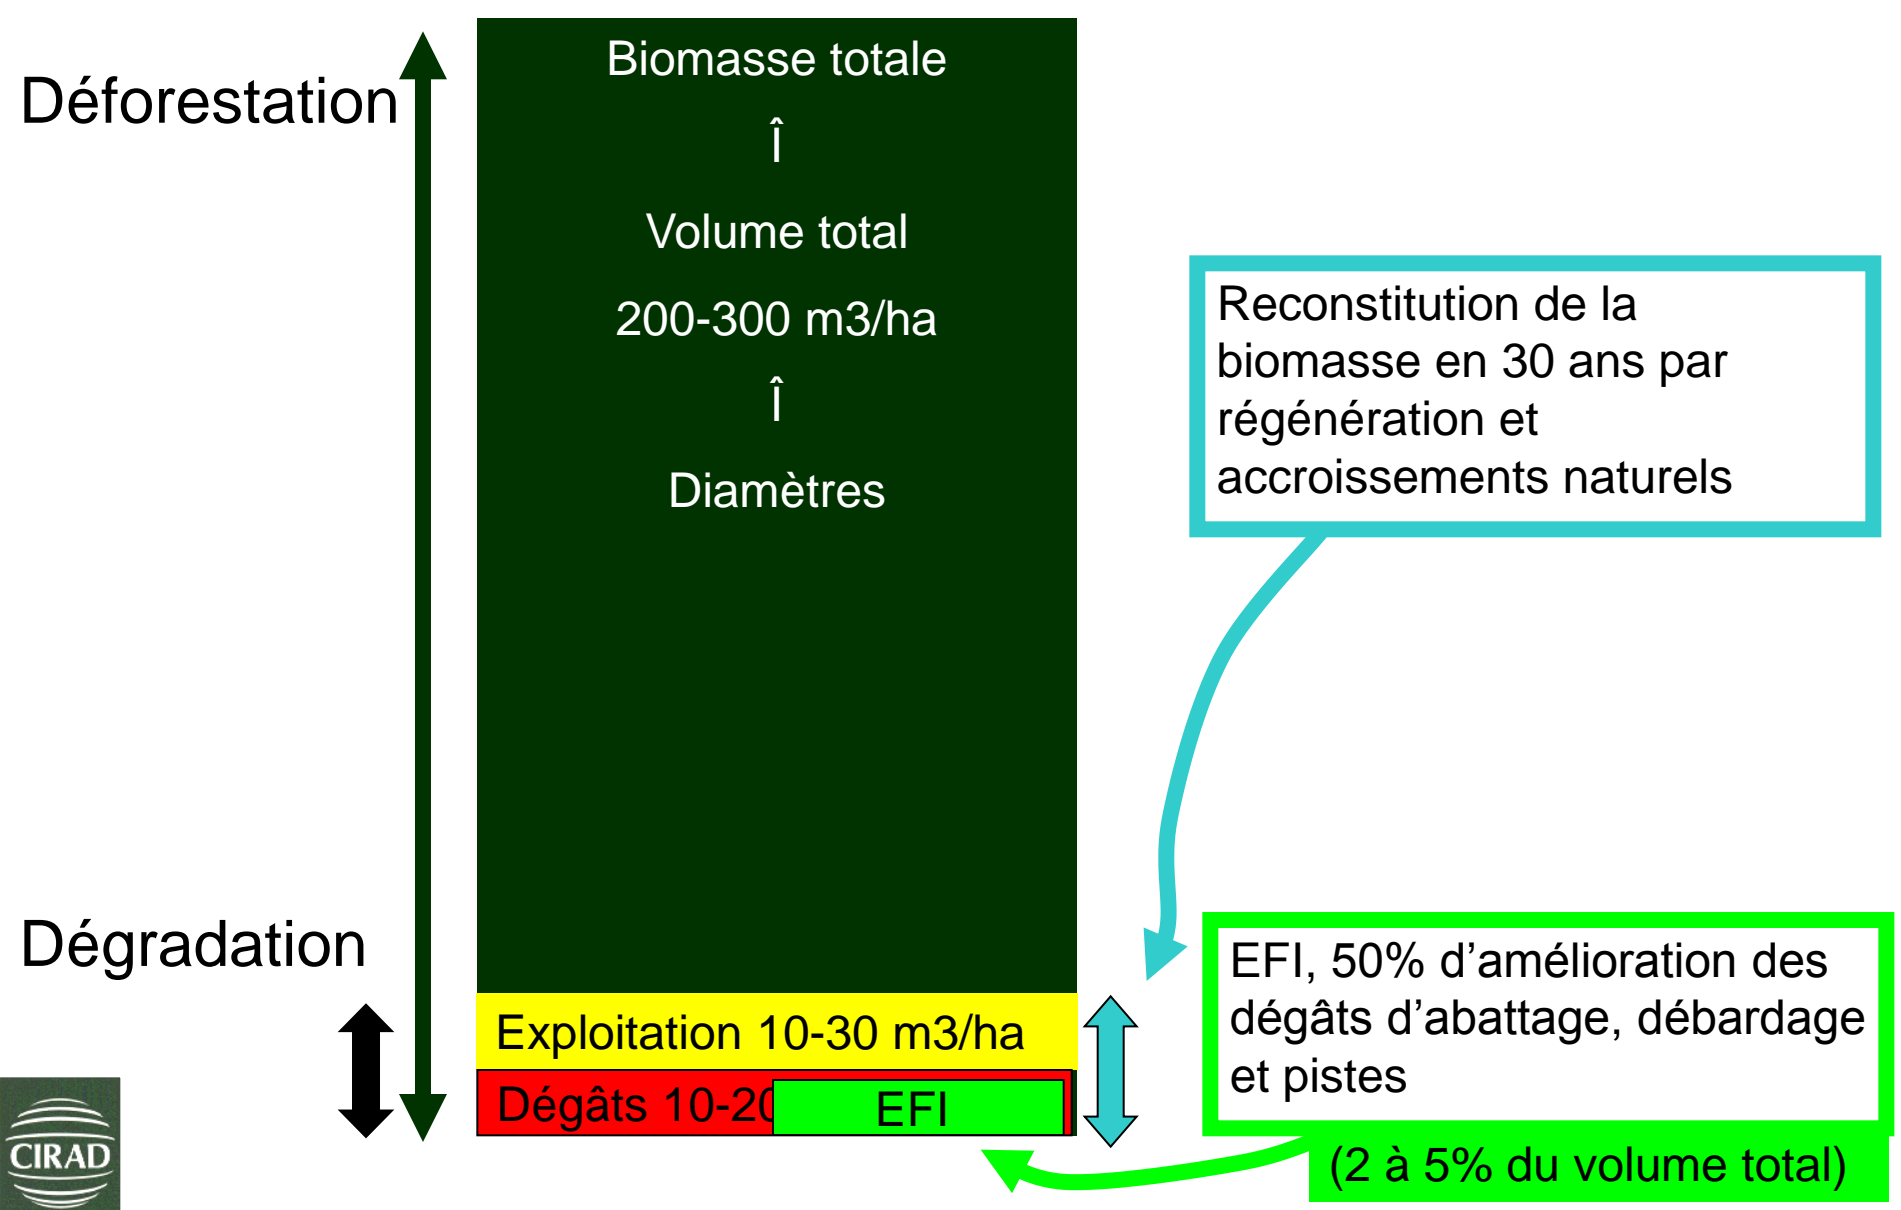 Déforestation
Biomasse totale
Î
Volume total
200-300 m3/ha
Î
Diamètres
Reconstitution de la
biomasse en 30 ans par
régénération et
accroissements naturels
Dégradation
EFI, 50% d’amélioration des
dégâts d’abattage, débardage
et pistes
Exploitation 10-30 m3/ha
Dégâts 10-20
EFI
(2 à 5% du volume total)
CIRAD